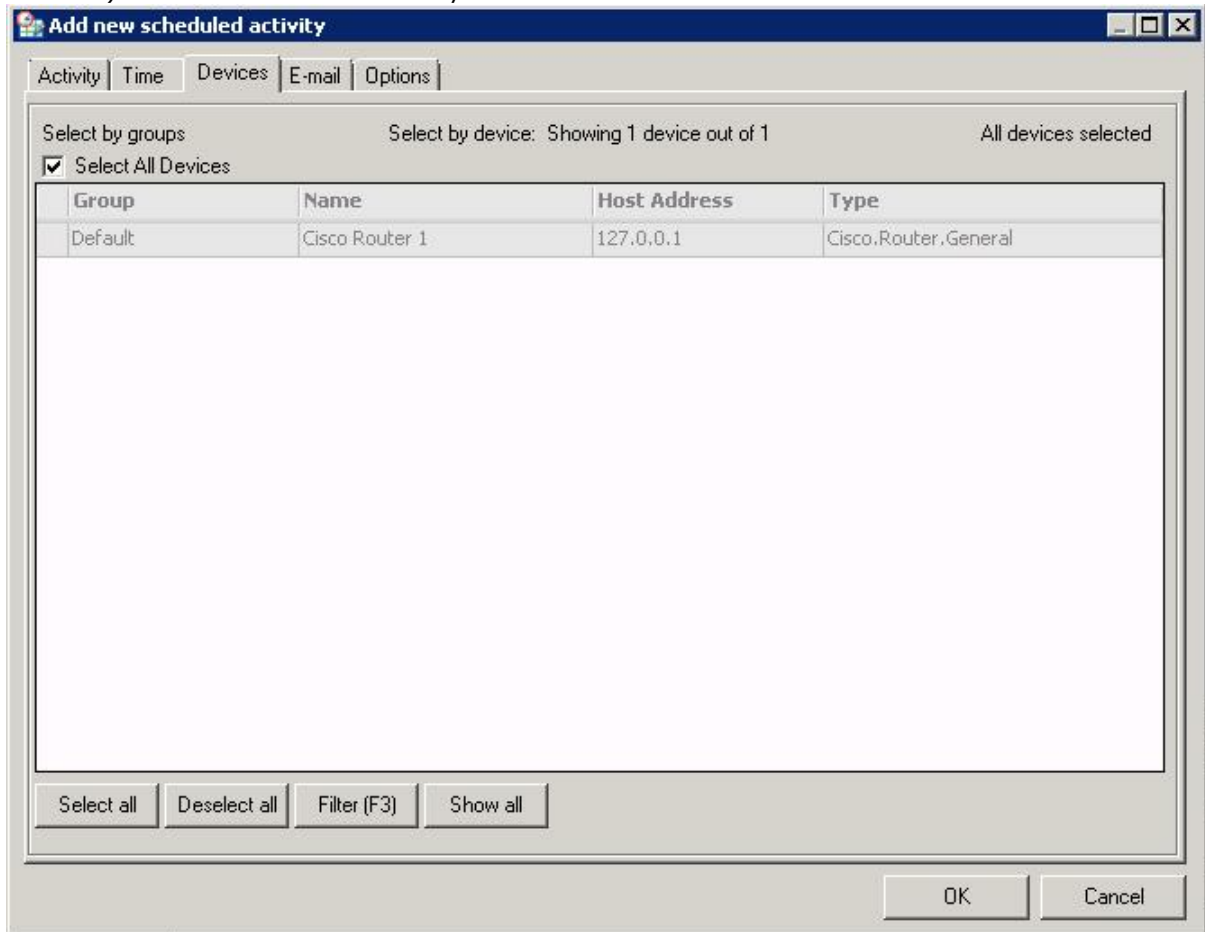 Add new scheduled activity
Activity Time Devices E-mail Options
Select by groups Select by device: Showing 1 device out of 1 All devices selected
Select All Devices
Group Name Host Address Type
Default Cisco Router 1 127.0.0.1 Cisco.Router.General
Select all Deselect all Filter (F3) Show all
OK Cancel